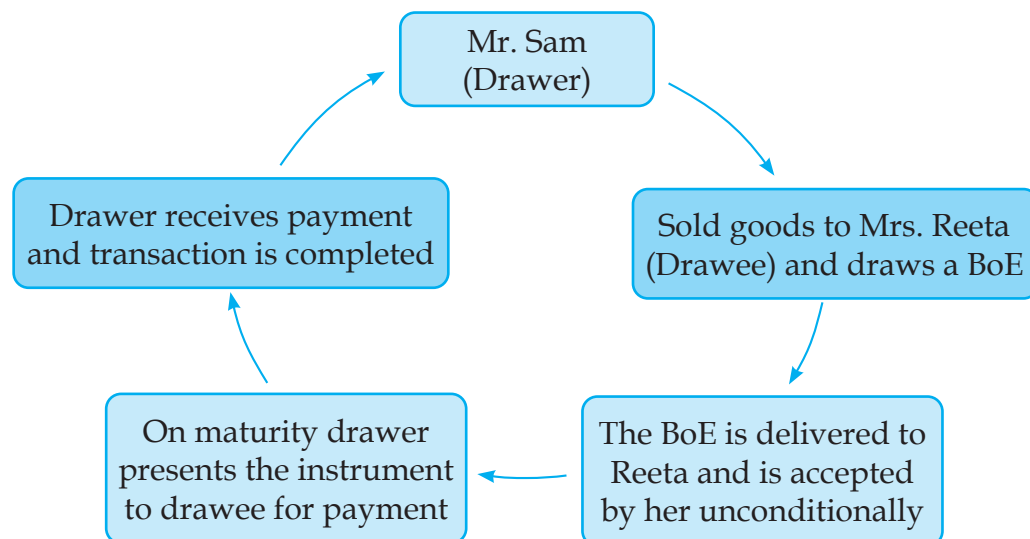 Mr. Sam
(Drawer)
Sold goods to Mrs. Reeta
(Drawee) and draws a BoE
The BoE is delivered to
Reeta and is accepted
by her unconditionally
On maturity drawer
presents the instrument
to drawee for payment
Drawer receives payment
and transaction is completed